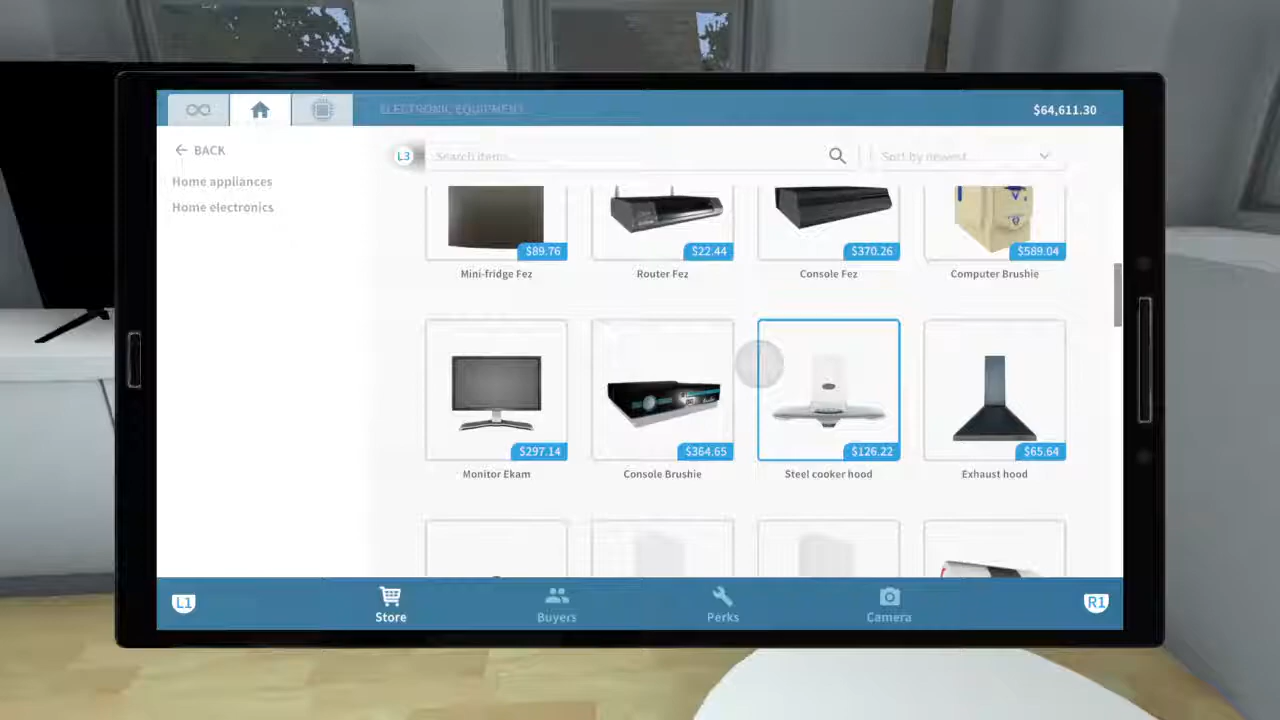 ELECTRONIC EQUIPMENT
$64,611.30
BACK
Home appliances
Home electronics
L3
Search items...
Sort by newest
$89.76
$22.44
$370.26
$589.04
Mini-fridge Fez
Router Fez
Console Fez
Computer Brushie
$297.14
$364.65
$126.22
$65.64
Monitor Ekam
Console Brushie
Steel cooker hood
Exhaust hood
L1
Store
Buyers
Perks
Camera
R1